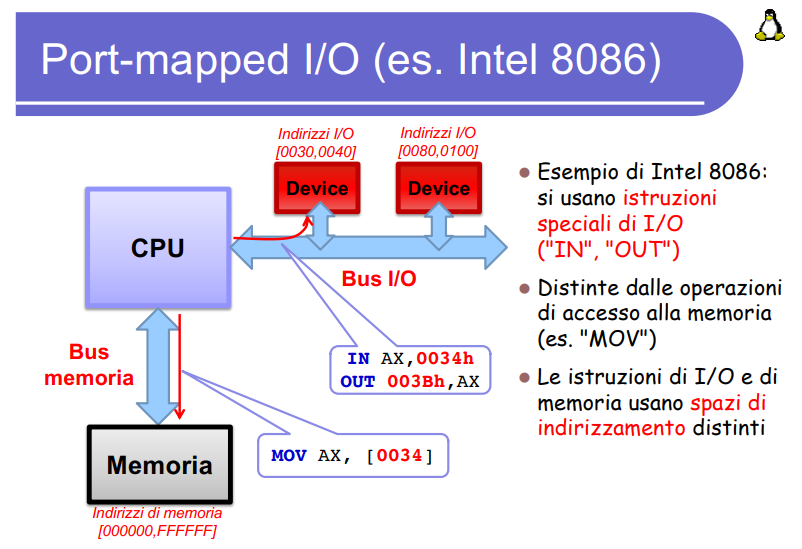 Port-mapped I/O (es. Intel 8086)
Indirizzi I/O
[0030,0040]
Indirizzi I/O
[0080,0100]
Device
Device
CPU
Bus I/O
Bus
memoria
IN AX,0034h
OUT 003Bh,AX
MOV AX, [0034]
Memoria
Indirizzi di memoria
[000000,FFFFFF]
Esempio di Intel 8086:
si usano istruzioni
speciali di I/O
("IN", "OUT")
Distinte dalle operazioni
di accesso alla memoria
(es. "MOV")
Le istruzioni di I/O e di
memoria usano spazi di
indirizzamento distinti